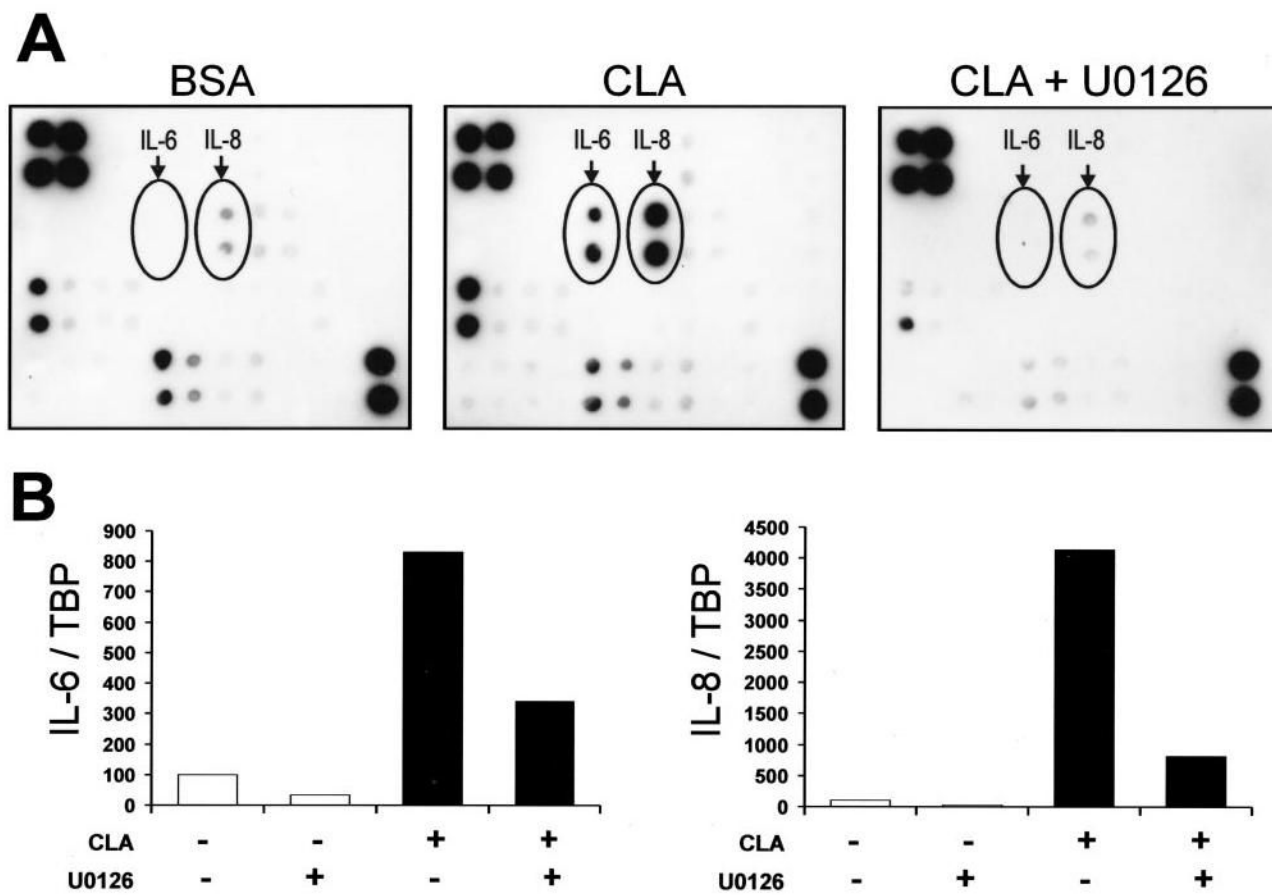 A
BSA CLA CLA + U0126
IL-6 IL-8 IL-6 IL-8 IL-6 IL-8
B
IL-6 / TBP
900
800
700
600
500
400
300
200
100
0
CLA - - + +
U0126 - + - +
IL-8 / TBP
4500
4000
3500
3000
2500
2000
1500
1000
500
0
- - + +
- + - +